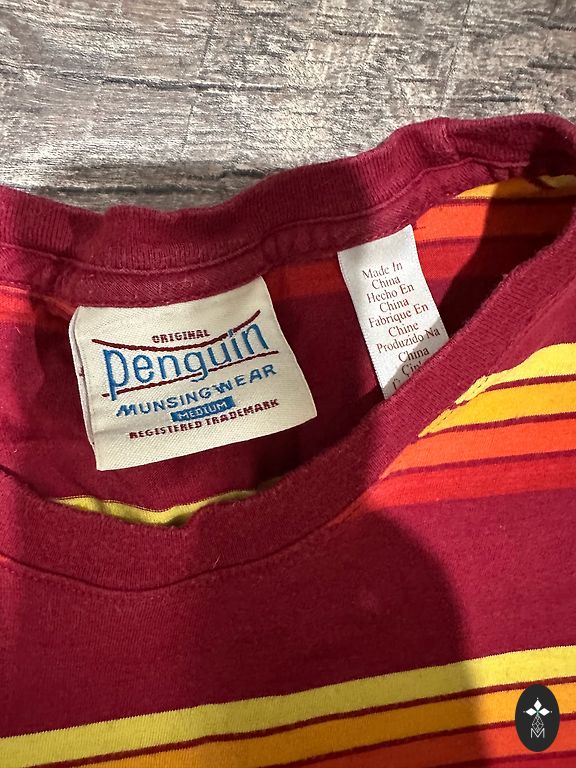 ORIGINAL
Penguin
MUNSINGWEAR
MEDIUM
REGISTERED TRADEMARK
Made In
China
Hecho En
China
Fabrique En
Chine
Produzido Na
China
M